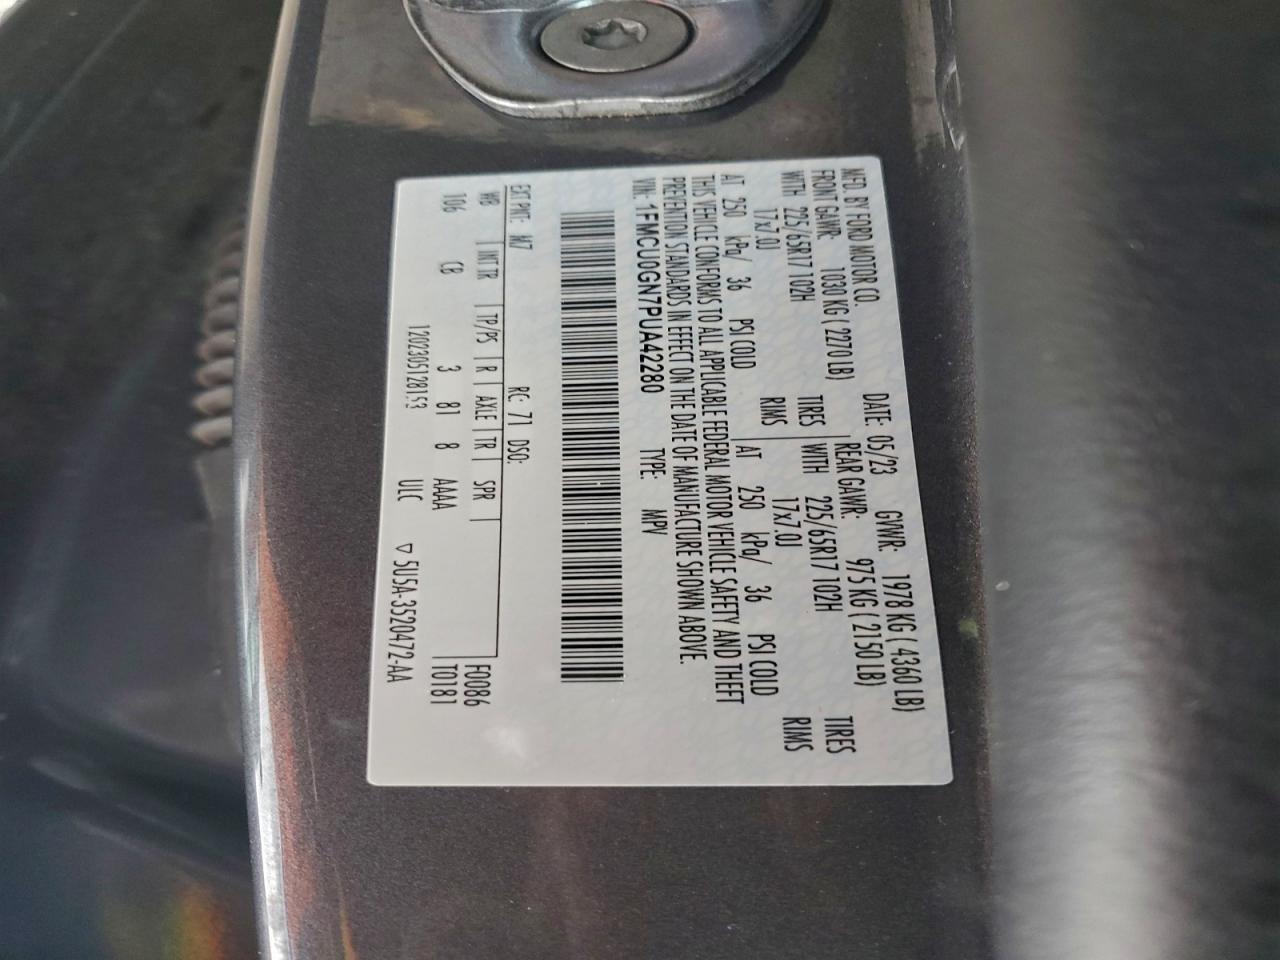 MFD. BY FORD MOTOR CO. DATE: 05/23 GVWR: 1978 KG ( 4360 LB)
FRONT GAWR: 1030 KG ( 2270 LB) REAR GAWR: 975 KG ( 2150 LB)
WITH 225/65R17 102H TIRES WITH 225/65R17 102H TIRES
17x7.0J RIMS 17x7.0J RIMS
AT 250 kPa/ 36 PSI COLD AT 250 kPa/ 36 PSI COLD
THIS VEHICLE CONFORMS TO ALL APPLICABLE FEDERAL MOTOR VEHICLE SAFETY AND THEFT
PREVENTION STANDARDS IN EFFECT ON THE DATE OF MANUFACTURE SHOWN ABOVE.
VIN: 1FMCU0GN7PUA42280 TYPE: MPV
EXT PNT: M7 RC: 71 DSO:
WB INT TR TP/PS R AXLE TR SPR F0086
106 CB 3 81 8 AAAA T0181
1202305128153 ULC ▽ 5U5A-3520472-AA